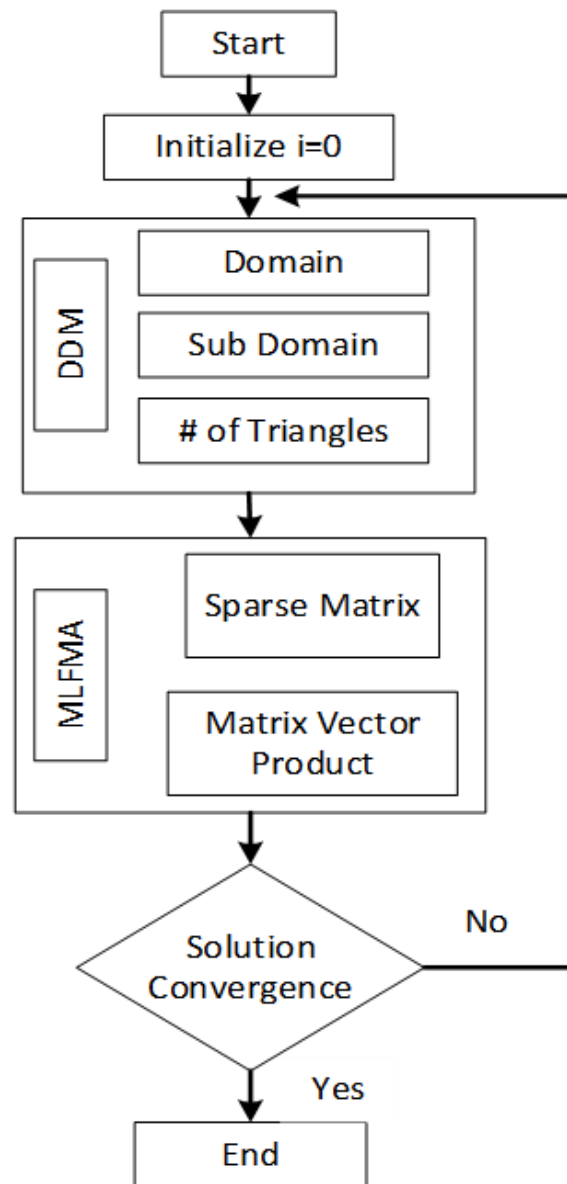 Start
Initialize i=0
DDM
Domain
Sub Domain
# of Triangles
MLFMA
Sparse Matrix
Matrix Vector
Product
Solution
Convergence
No
Yes
End